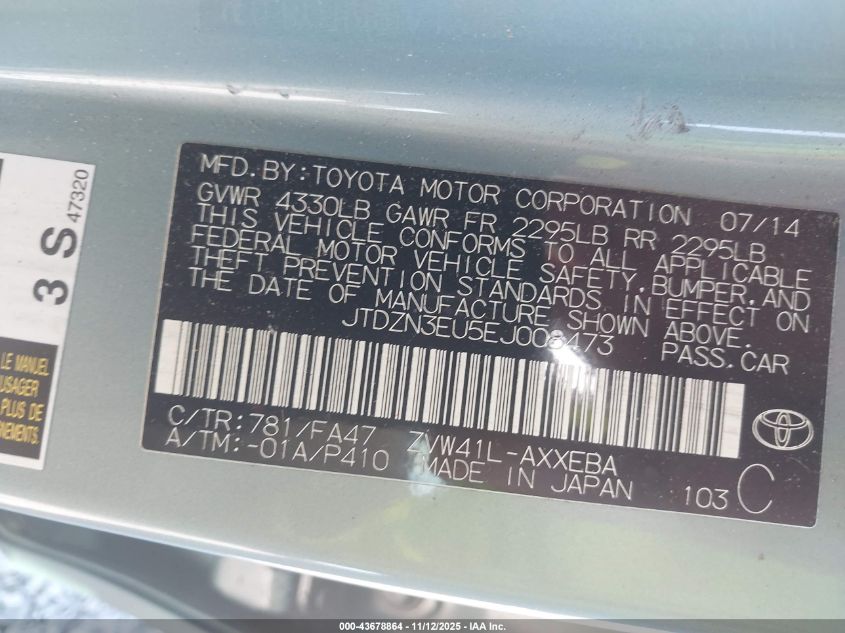 3 S 47320
LE MANUEL
USAGER
PLUS DE
GNEMENTS.
MFD.BY:TOYOTA MOTOR CORPORATION 07/14
GVWR 4330LB GAWR FR 2295LB RR 2295LB
THIS VEHICLE CONFORMS TO ALL APPLICABLE
FEDERAL MOTOR VEHICLE SAFETY,BUMPER,AND
THEFT PREVENTION STANDARDS IN EFFECT ON
THE DATE OF MANUFACTURE SHOWN ABOVE.
PASS.CAR
C/TR:781/FA47 ZVW41L-AXXEBA
A/TM:-01A/P410 MADE IN JAPAN
103 C
000-43678864 - 11/12/2025 - IAA Inc.